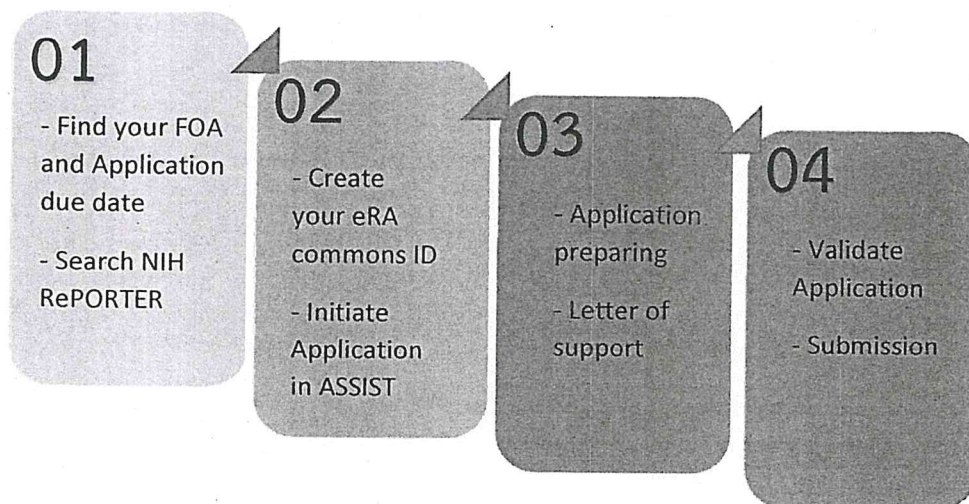 01
- Find your FOA
and Application
due date
- Search NIH
RePORTER
02
- Create
your eRA
commons ID
- Initiate
Application
in ASSIST
03
- Application
preparing
- Letter of
support
04
- Validate
Application
- Submission